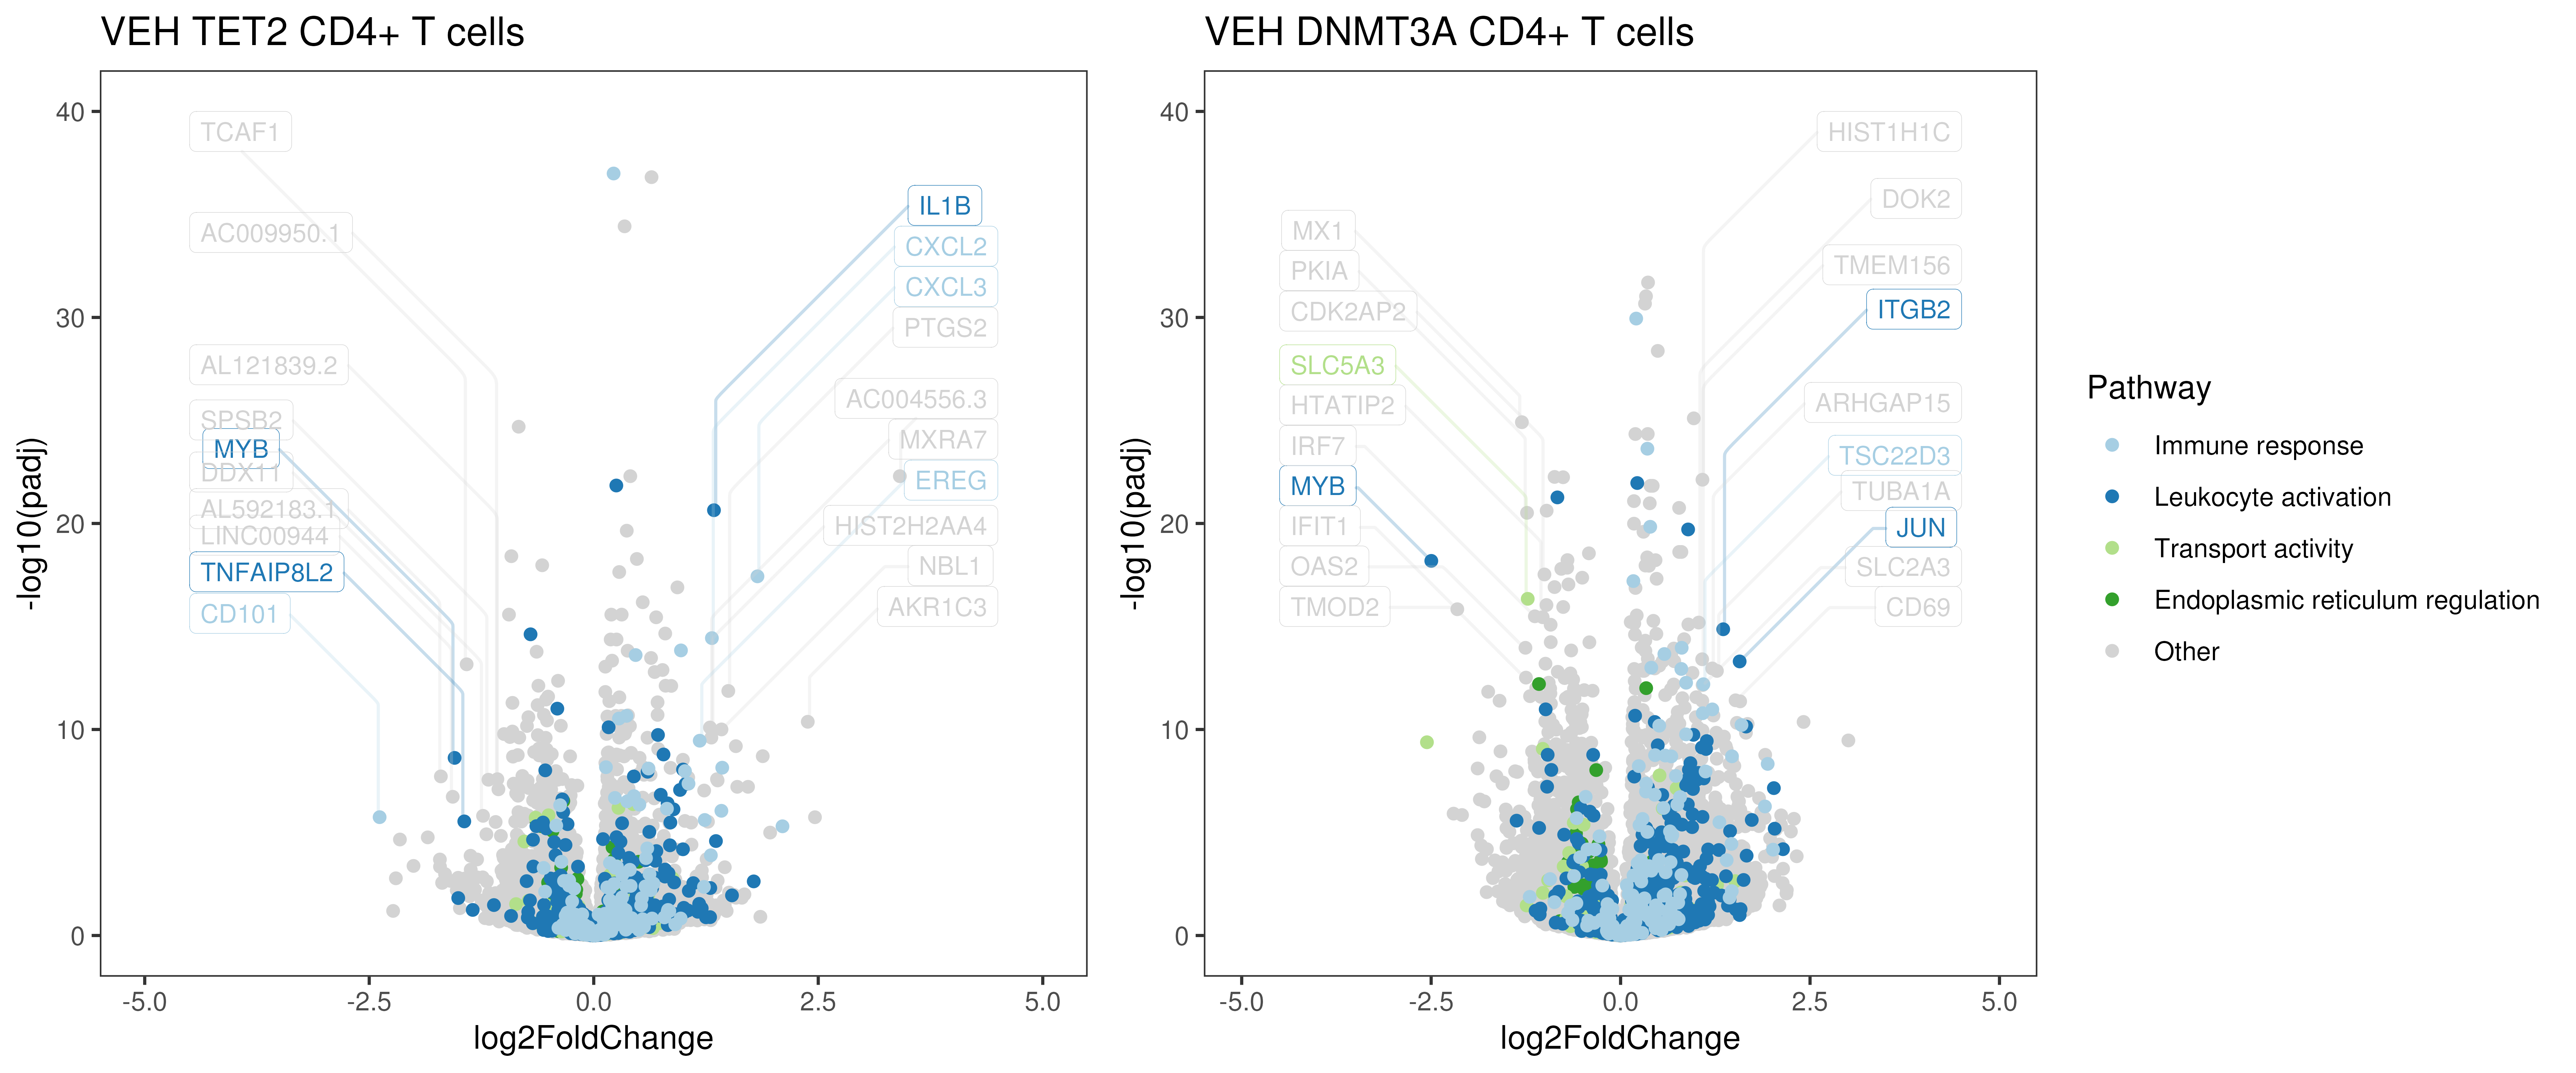 VEH TET2 CD4+ T cells
-log10(padj)
40
30
20
10
0
TCAF1
AC009950.1
AL121839.2
SPSB2
MYB
DDX11
AL592183.1
LINC00944
TNFAIP8L2
CD101
IL1B
CXCL2
CXCL3
PTGS2
AC004556.3
MXRA7
EREG
HIST2H2AA4
NBL1
AKR1C3
-5.0 -2.5 0.0 2.5 5.0
log2FoldChange
VEH DNMT3A CD4+ T cells
-log10(padj)
40
30
20
10
0
MX1
PKIA
CDK2AP2
SLC5A3
HTATIP2
IRF7
MYB
IFIT1
OAS2
TMOD2
HIST1H1C
DOK2
TMEM156
ITGB2
ARHGAP15
TSC22D3
TUBA1A
JUN
SLC2A3
CD69
-5.0 -2.5 0.0 2.5 5.0
log2FoldChange
Pathway
Immune response
Leukocyte activation
Transport activity
Endoplasmic reticulum regulation
Other